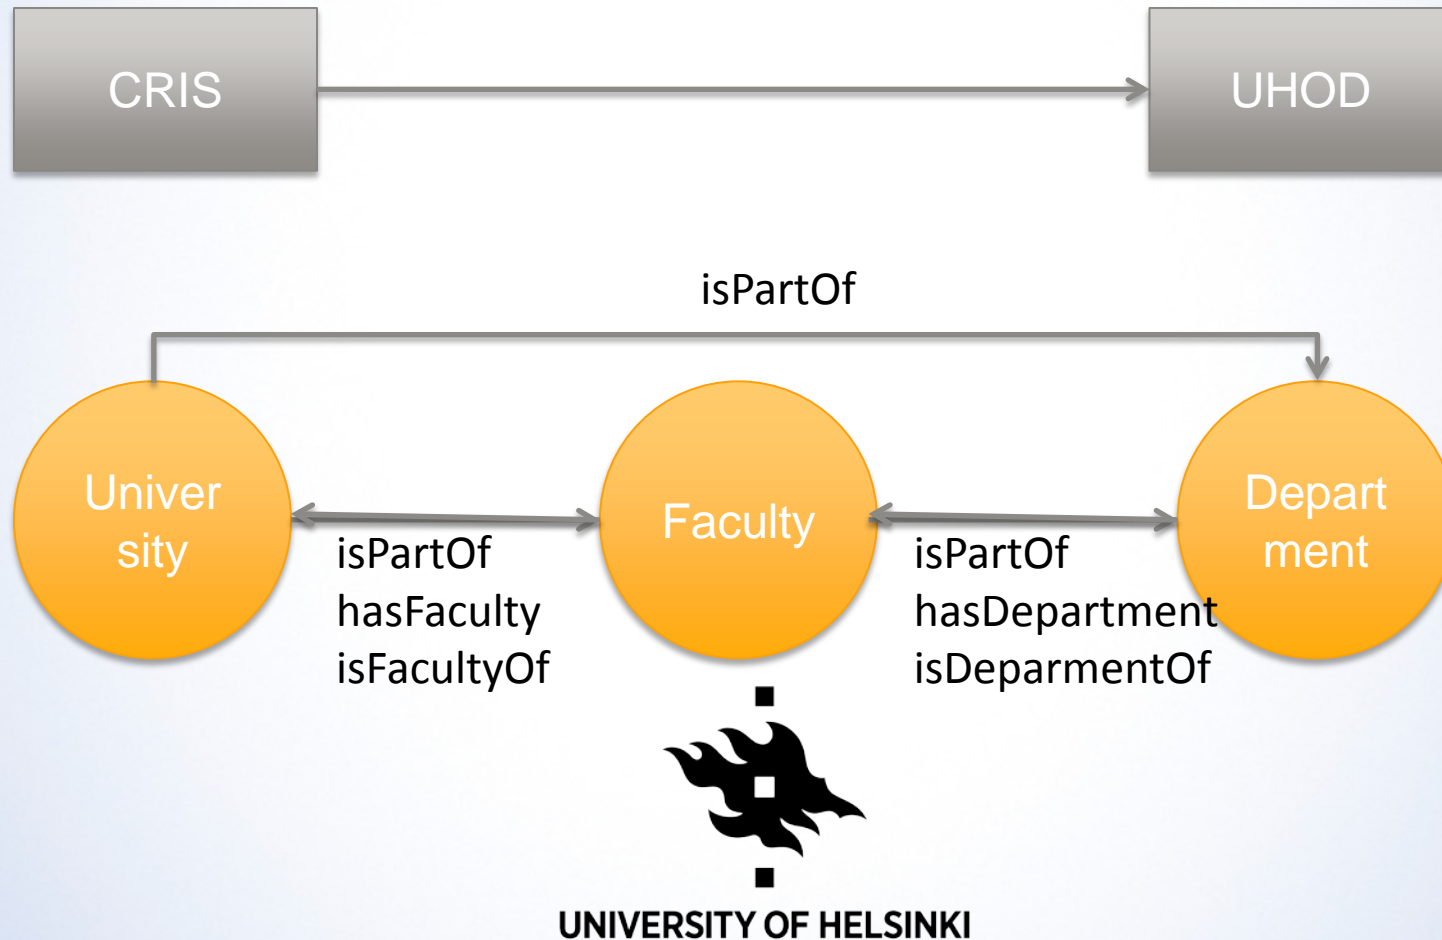 CRIS
UHOD
isPartOf
Univer
sity
Faculty
Depart
ment
isPartOf
hasFaculty
isFacultyOf
isPartOf
hasDepartment
isDeparmentOf
UNIVERSITY OF HELSINKI